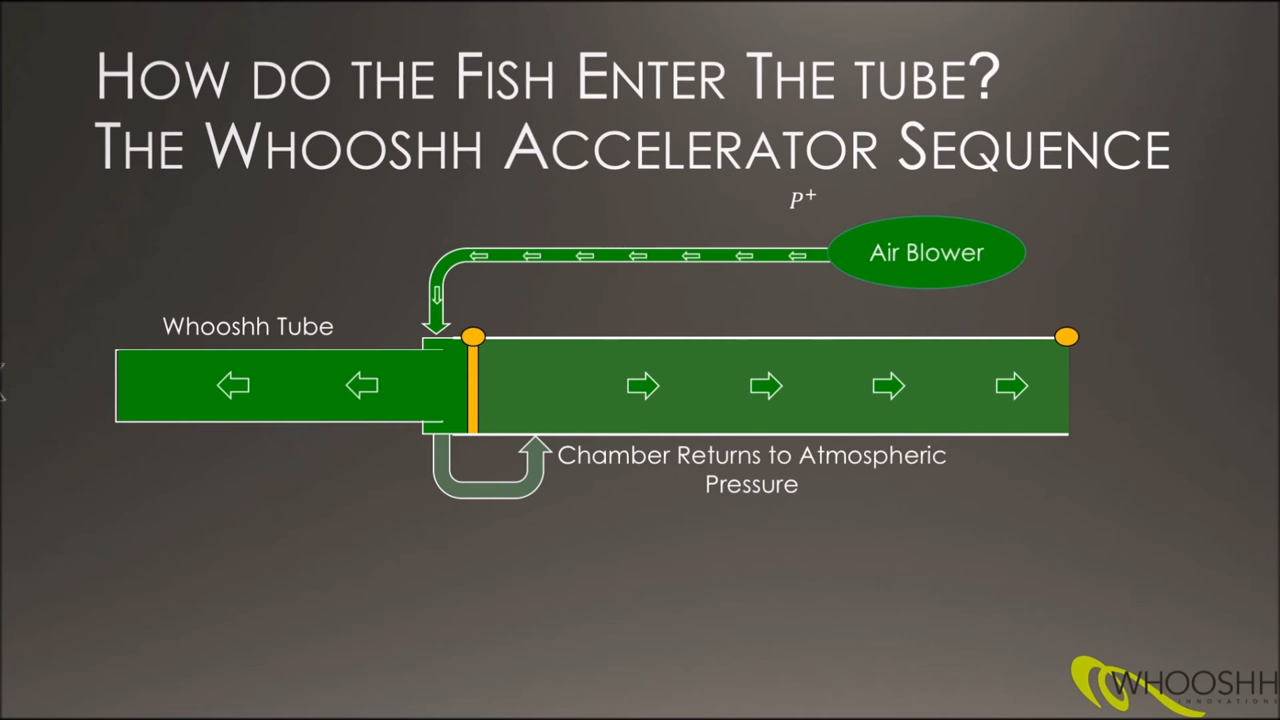 HOW DO THE FISH ENTER THE TUBE?
THE WHOOSHH ACCELERATOR SEQUENCE
P+
Air Blower
Whooshh Tube
Chamber Returns to Atmospheric
Pressure
WHOOSHH
INNOVATIONS